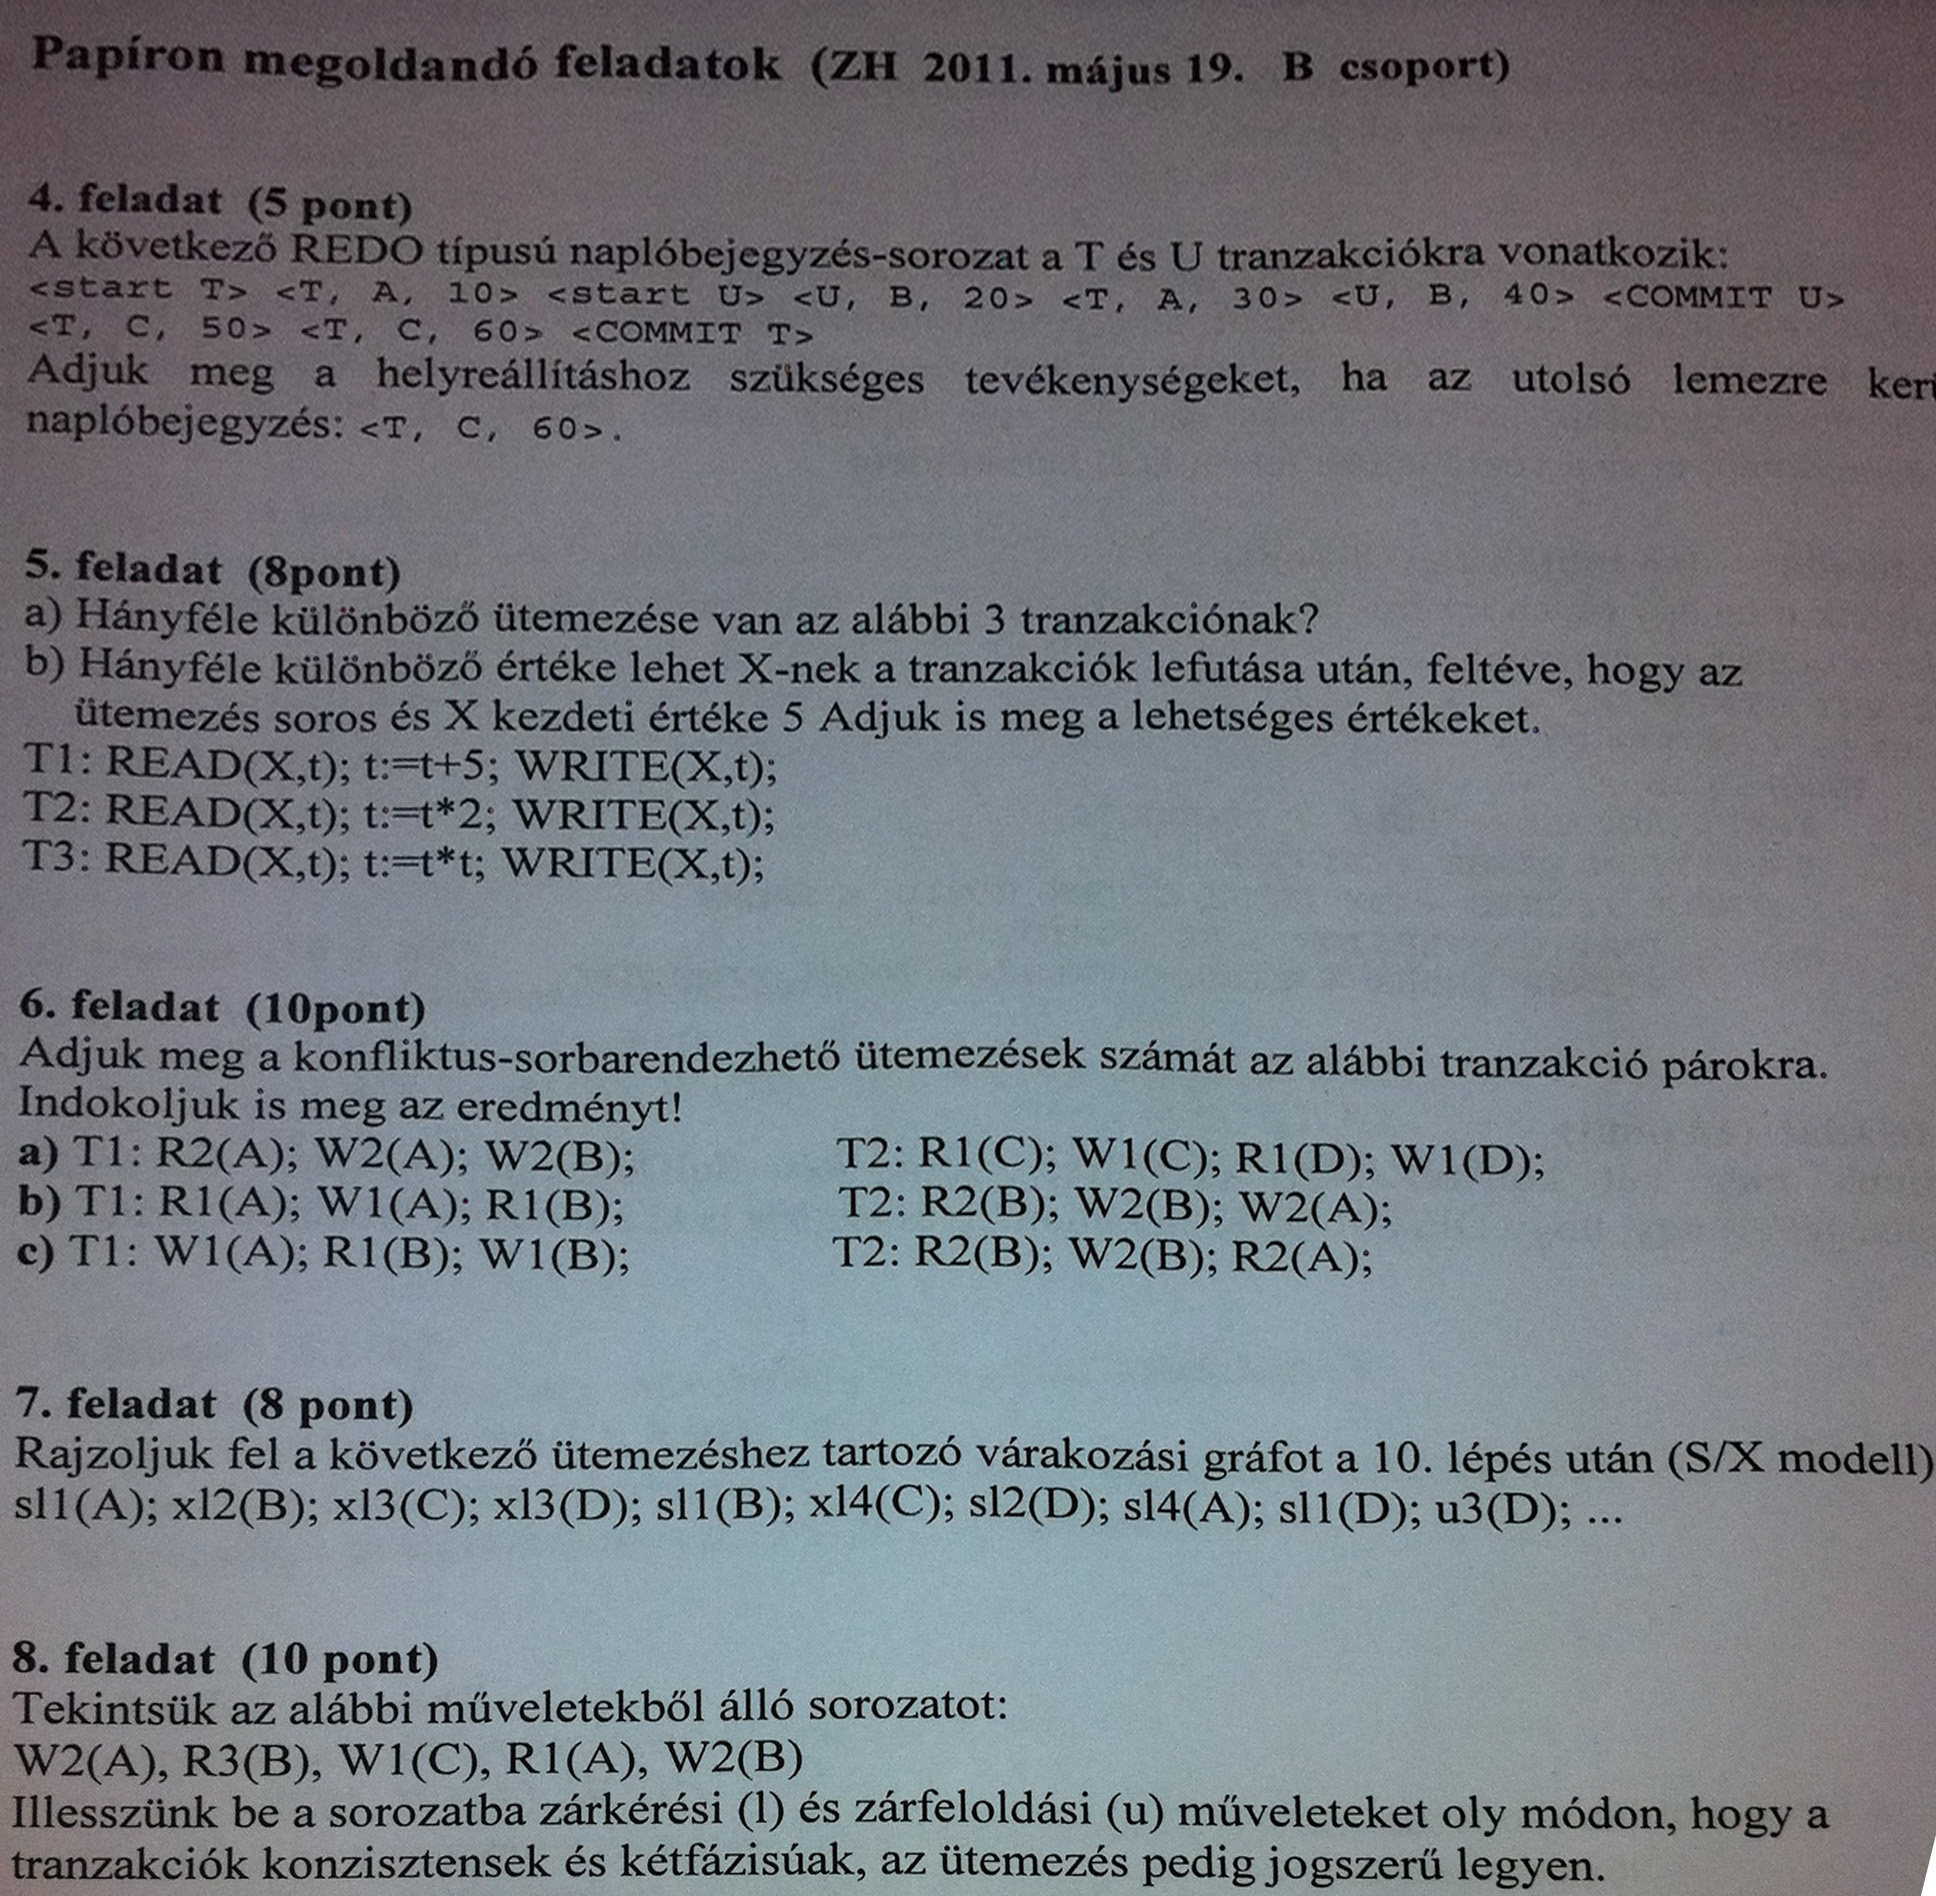 Papíron megoldandó feladatok (ZH 2011. május 19. B csoport)
4. feladat (5 pont)
A következő REDO típusú naplóbejegyzés-sorozat a T és U tranzakciókra vonatkozik:
<start T> <T, A, 10> <start U> <U, B, 20> <T, A, 30> <U, B, 40> <COMMIT U>
<T, C, 50> <T, C, 60> <COMMIT T>
Adjuk meg a helyreállításhoz szükséges tevékenységeket, ha az utolsó lemezre
naplóbejegyzés: <T, C, 60>.
5. feladat (8pont)
a) Hányféle különböző ütemezése van az alábbi 3 tranzakciónak?
b) Hányféle különböző értéke lehet X-nek a tranzakciók lefutása után, feltéve, hogy az
ütemezés soros és X kezdeti értéke 5 Adjuk is meg a lehetséges értékeket.
T1: READ(X,t); t:=t+5; WRITE(X,t);
T2: READ(X,t); t:=t*2; WRITE(X,t);
T3: READ(X,t); t:=t*t; WRITE(X,t);
6. feladat (10pont)
Adjuk meg a konfliktus-sorbarendezhető ütemezések számát az alábbi tranzakció párokra.
Indokoljuk is meg az eredményt!
a) T1: R2(A); W2(A); W2(B); T2: R1(C); W1(C); R1(D); W1(D);
b) T1: R1(A); W1(A); R1(B); T2: R2(B); W2(B); W2(A);
c) T1: W1(A); R1(B); W1(B); T2: R2(B); W2(B); R2(A);
7. feladat (8 pont)
Rajzoljuk fel a következő ütemezéshez tartozó várakozási gráfot a 10. lépés után (S/X modell)
sl1(A); xl2(B); xl3(C); xl3(D); sl1(B); xl4(C); sl2(D); sl4(A); sl1(D); u3(D); ...
8. feladat (10 pont)
Tekintsük az alábbi műveletekből álló sorozatot:
W2(A), R3(B), W1(C), R1(A), W2(B)
Illesszünk be a sorozatba zárkérési (l) és zárfeloldási (u) műveleteket oly módon, hogy a
tranzakciók konzisztensek és kétfázisúak, az ütemezés pedig jogszerű legyen.